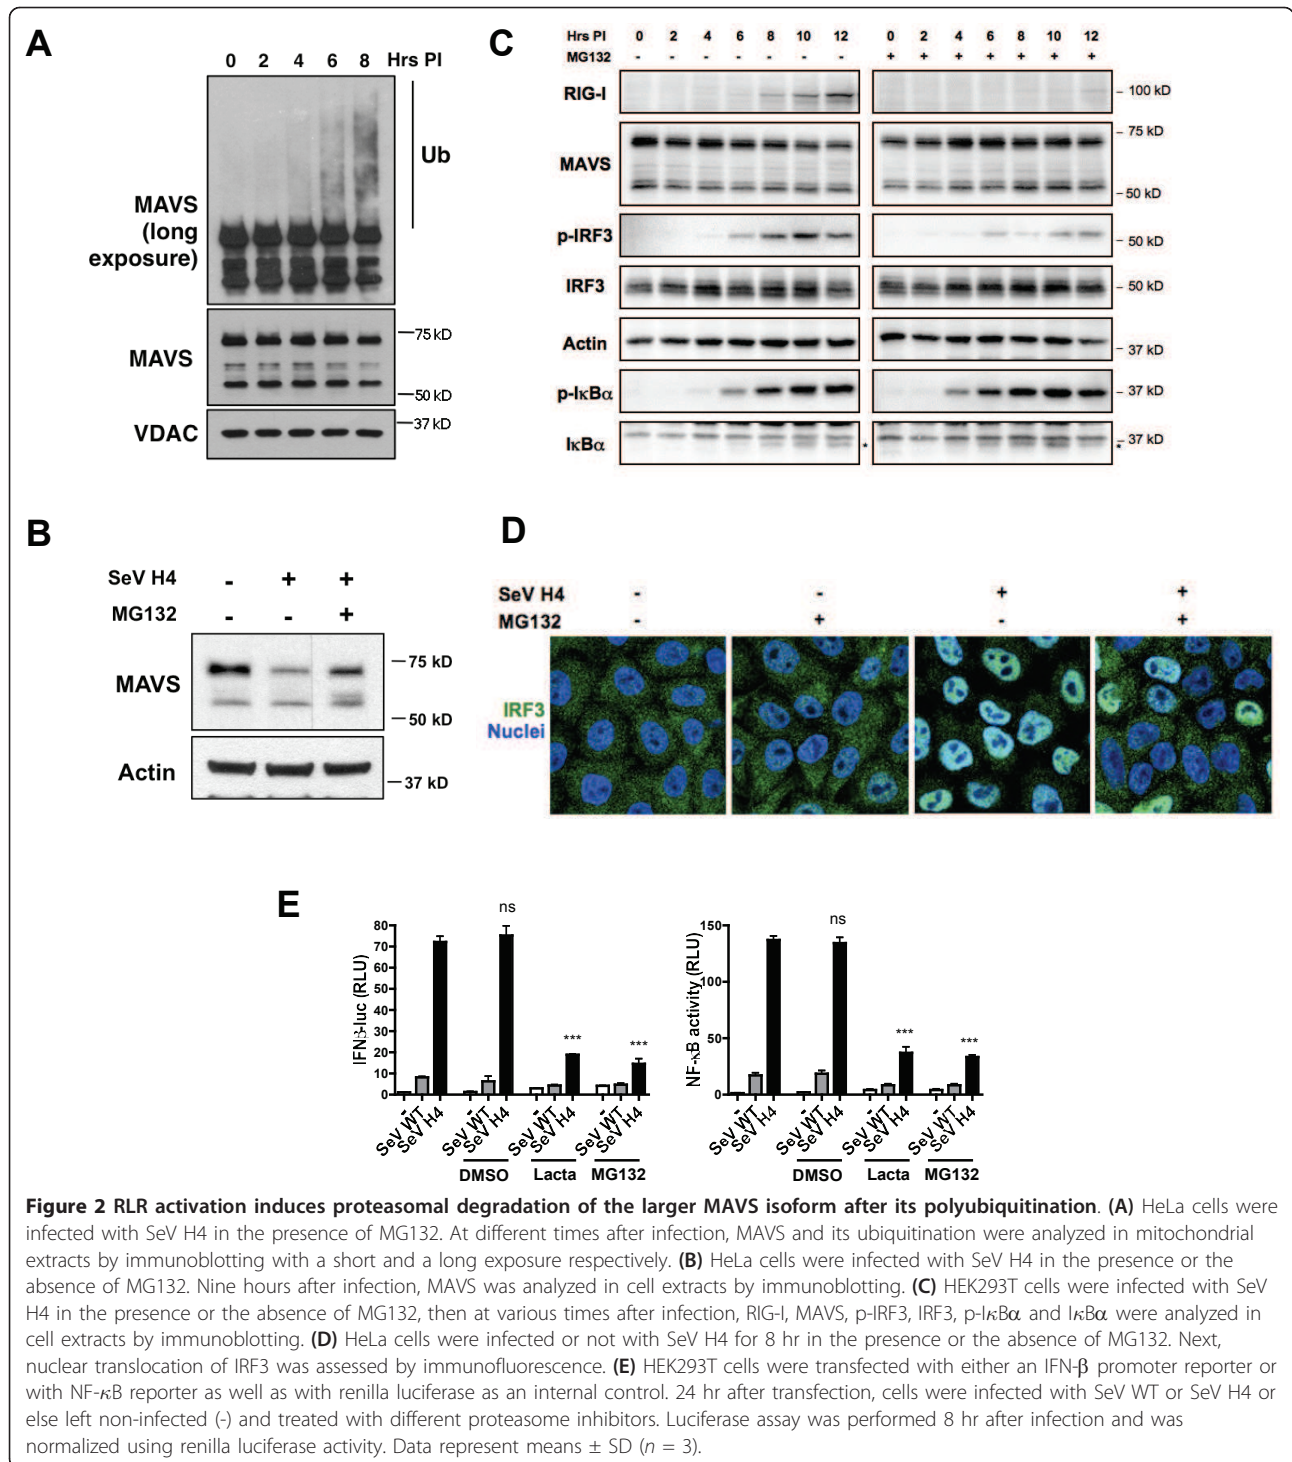 A
0 2 4 6 8 Hrs PI
Ub
MAVS
(long
exposure)
MAVS
75 kD
50 kD
VDAC
37 kD
B
SeV H4 - + +
MG132 - - +
MAVS
75 kD
50 kD
Actin
37 kD
C
Hrs PI 0 2 4 6 8 10 12 0 2 4 6 8 10 12
MG132 - - - - - - - + + + + + + +
RIG-I
100 kD
MAVS
75 kD
50 kD
p-IRF3
50 kD
IRF3
50 kD
Actin
37 kD
p-IκBα
37 kD
IκBα
* 37 kD
*
D
SeV H4 - - + +
MG132 - + - +
IRF3
Nuclei
E
IFNβ-luc (RLU)
80
70
60
50
40
30
20
10
0
ns
***
***
- SeV WT SeV H4 - SeV WT SeV H4 - SeV WT SeV H4 - SeV WT SeV H4
DMSO Lacta MG132
NF-κB activity (RLU)
150
100
50
0
ns
***
***
- SeV WT SeV H4 - SeV WT SeV H4 - SeV WT SeV H4 - SeV WT SeV H4
DMSO Lacta MG132
Figure 2 RLR activation induces proteasomal degradation of the larger MAVS isoform after its polyubiquitination. (A) HeLa cells were
infected with SeV H4 in the presence of MG132. At different times after infection, MAVS and its ubiquitination were analyzed in mitochondrial
extracts by immunoblotting with a short and a long exposure respectively. (B) HeLa cells were infected with SeV H4 in the presence or the
absence of MG132. Nine hours after infection, MAVS was analyzed in cell extracts by immunoblotting. (C) HEK293T cells were infected with SeV
H4 in the presence or the absence of MG132, then at various times after infection, RIG-I, MAVS, p-IRF3, IRF3, p-IκBα and IκBα were analyzed in
cell extracts by immunoblotting. (D) HeLa cells were infected or not with SeV H4 for 8 hr in the presence or the absence of MG132. Next,
nuclear translocation of IRF3 was assessed by immunofluorescence. (E) HEK293T cells were transfected with either an IFN-β promoter reporter or
with NF-κB reporter as well as with renilla luciferase as an internal control. 24 hr after transfection, cells were infected with SeV WT or SeV H4 or
else left non-infected (-) and treated with different proteasome inhibitors. Luciferase assay was performed 8 hr after infection and was
normalized using renilla luciferase activity. Data represent means ± SD (n = 3).